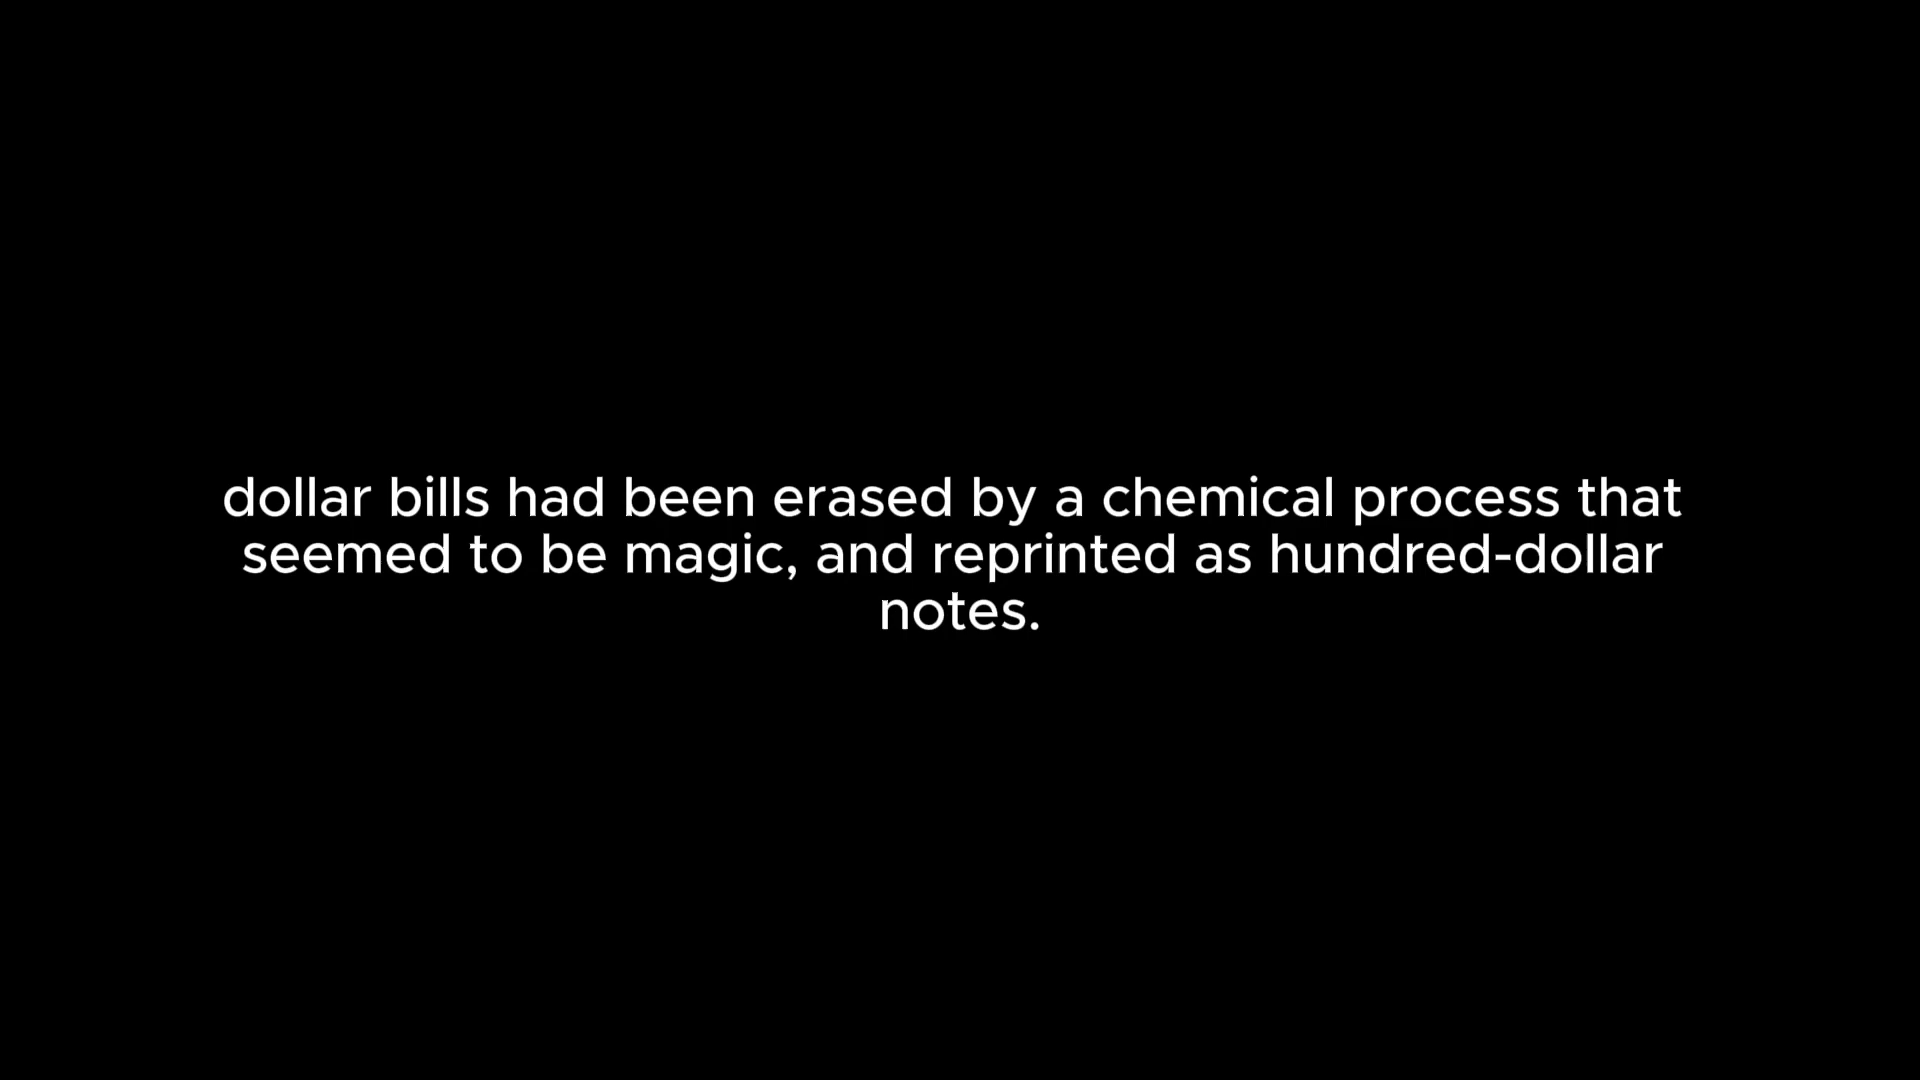 dollar bills had been erased by a chemical process that
seemed to be magic, and reprinted as hundred-dollar
notes.